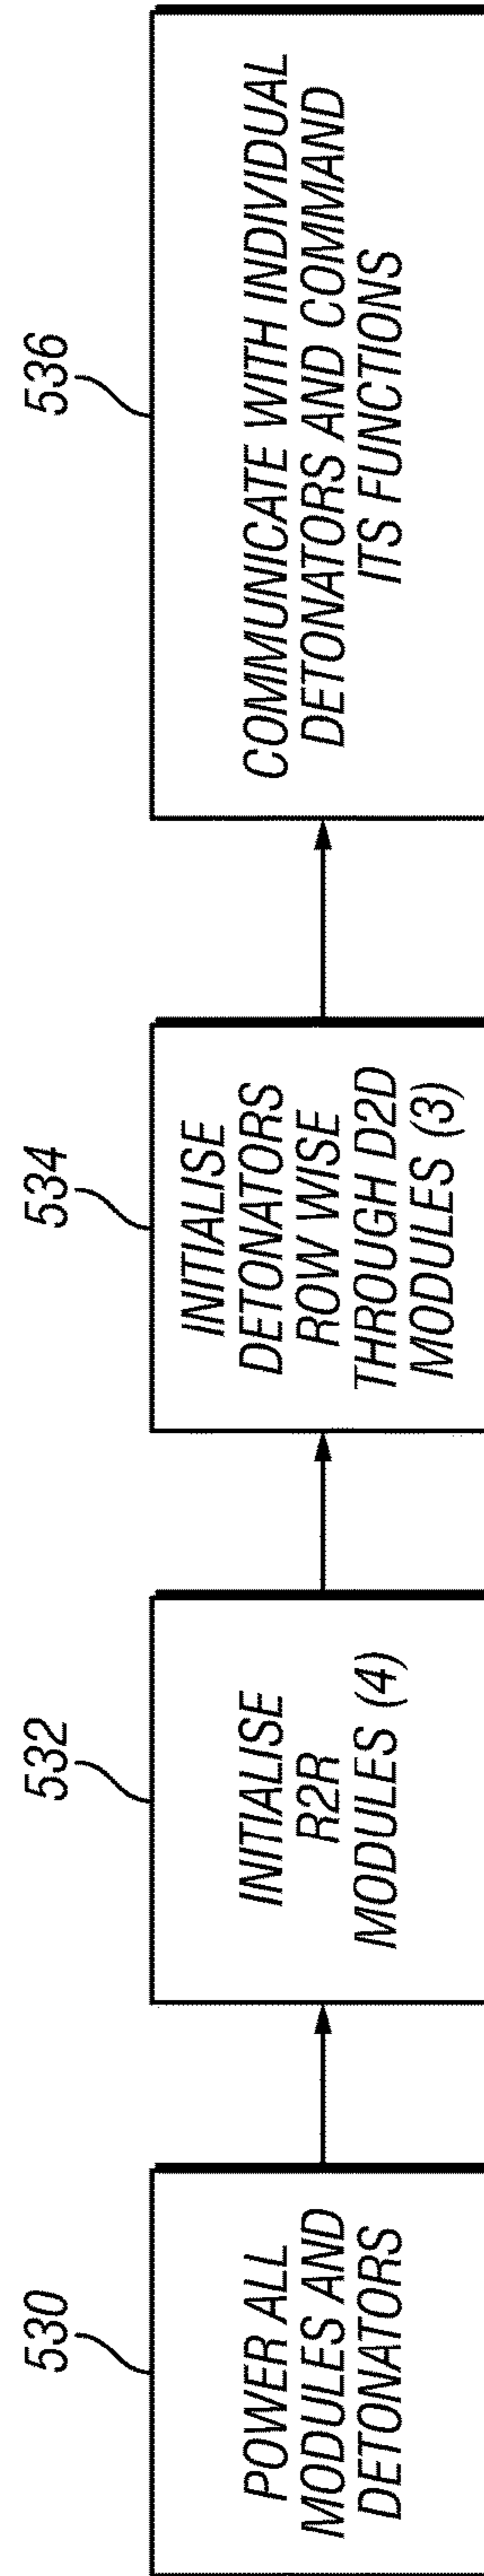 530
POWER ALL
MODULES AND
DETONATORS
532
INITIALISE
R2R
MODULES (4)
534
INITIALISE
DETONATORS
ROW WISE
THROUGH D2D
MODULES (3)
536
COMMUNICATE WITH INDIVIDUAL
DETONATORS AND COMMAND
ITS FUNCTIONS